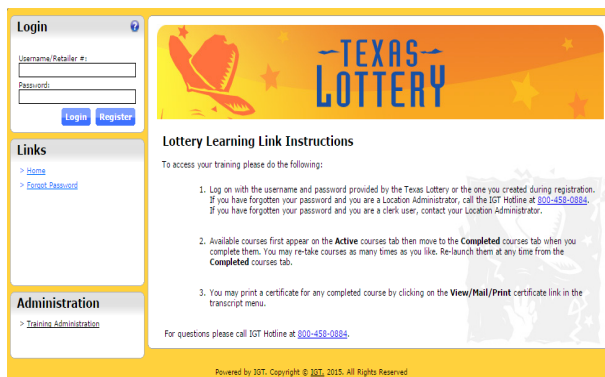 Login
Username/Retailer #:
Password:
Login Register
Links
> Home
> Forgot Password
Administration
> Training Administration
TEXAS
LOTTERY
Lottery Learning Link Instructions
To access your training please do the following:
1. Log on with the username and password provided by the Texas Lottery or the one you created during registration.
If you have forgotten your password and you are a Location Administrator, call the IGT Hotline at 800-458-0884.
If you have forgotten your password and you are a clerk user, contact your Location Administrator.
2. Available courses first appear on the Active courses tab then move to the Completed courses tab when you
complete them. You may re-take courses as many times as you like. Re-launch them at any time from the
Completed courses tab.
3. You may print a certificate for any completed course by clicking on the View/Mail/Print certificate link in the
transcript menu.
For questions please call IGT Hotline at 800-458-0884.
Powered by IGT. Copyright © IGT, 2015. All Rights Reserved